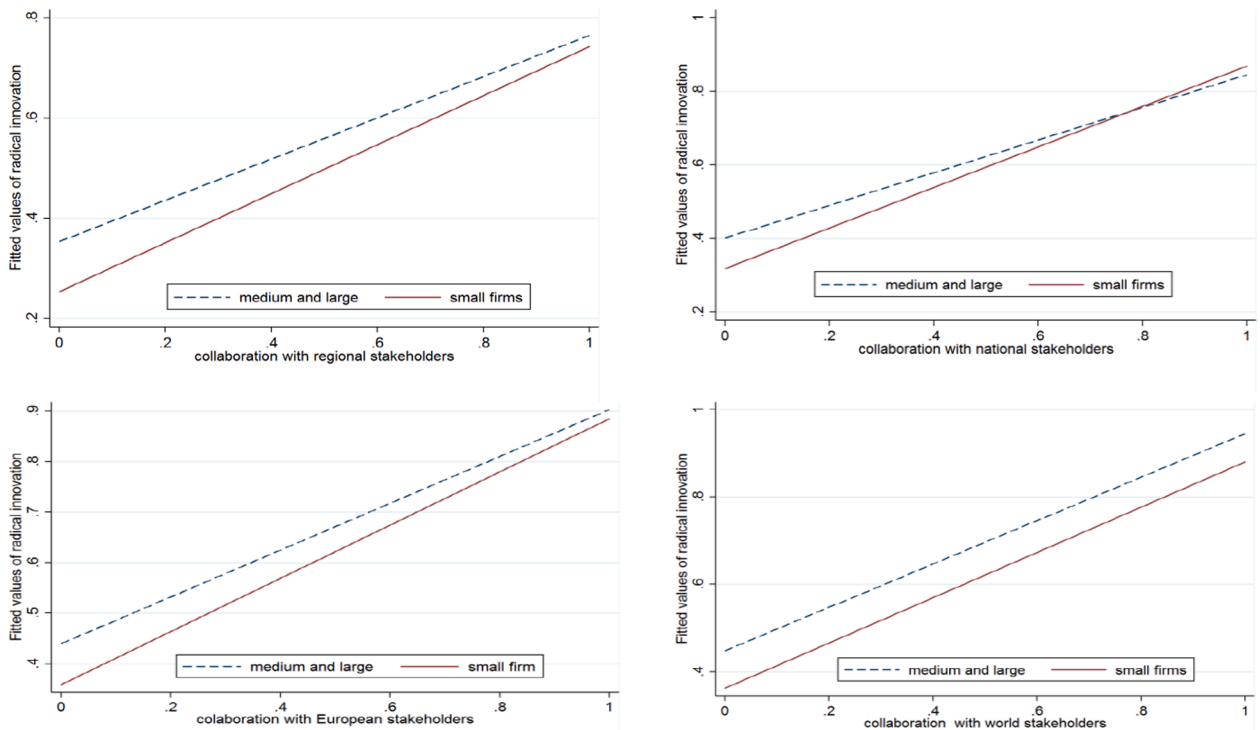 Fitted values of radical innovation
.8
.6
.4
.2
medium and large small firms
0 .2 .4 .6 .8 1
collaboration with regional stakeholders
Fitted values of radical innovation
1
.8
.6
.4
.2
medium and large small firms
0 .2 .4 .6 .8 1
collaboration with national stakeholders
Fitted values of radical innovation
.9
.8
.7
.6
.5
.4
medium and large small firm
0 .2 .4 .6 .8 1
colaboration with European stakeholders
Fitted values of radical innovation
1
.8
.6
.4
medium and large small firms
0 .2 .4 .6 .8 1
collaboration with world stakeholders